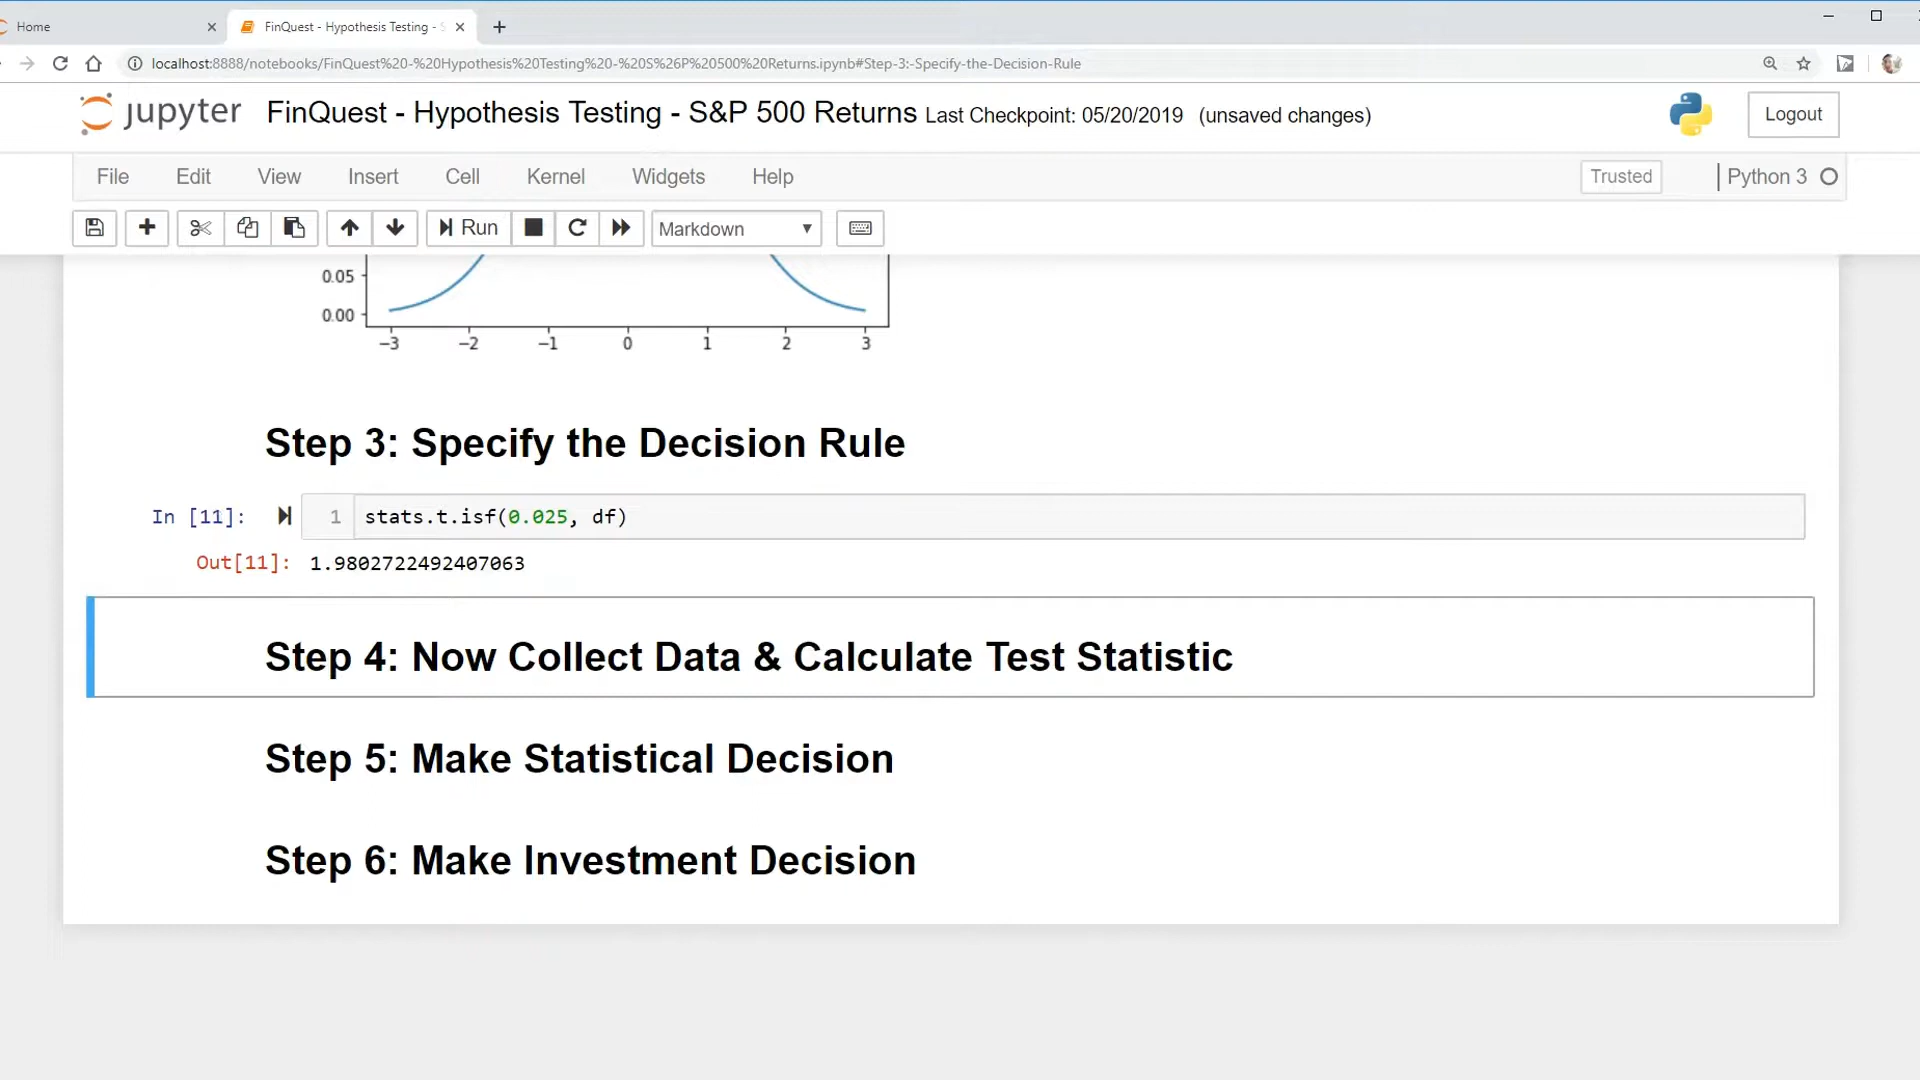 Home
FinQuest - Hypothesis Testing -
localhost:8888/notebooks/FinQuest%20-%20Hypothesis%20Testing%20-%20S%26P%20500%20Returns.ipynb#Step-3:-Specify-the-Decision-Rule
jupyter FinQuest - Hypothesis Testing - S&P 500 Returns Last Checkpoint: 05/20/2019 (unsaved changes) Logout
File Edit View Insert Cell Kernel Widgets Help Trusted Python 3
Run Markdown
0.05
0.00
−3 −2 −1 0 1 2 3
Step 3: Specify the Decision Rule
In [11]: 1 stats.t.isf(0.025, df)
Out[11]: 1.9802722492407063
Step 4: Now Collect Data & Calculate Test Statistic
Step 5: Make Statistical Decision
Step 6: Make Investment Decision